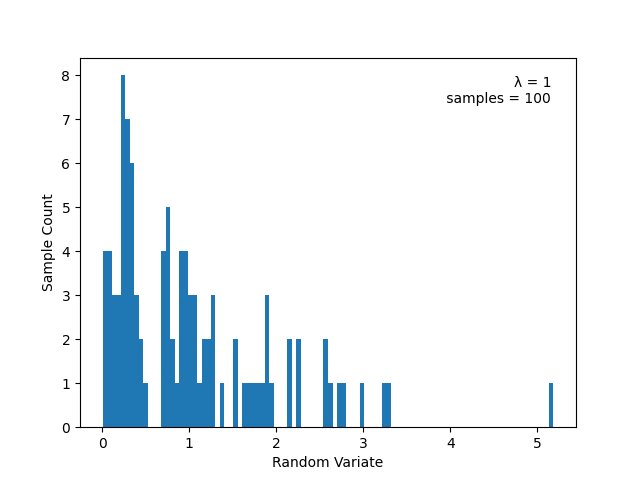 λ = 1
samples = 100
8
7
6
5
4
3
2
1
0
Sample Count
0 1 2 3 4 5
Random Variate